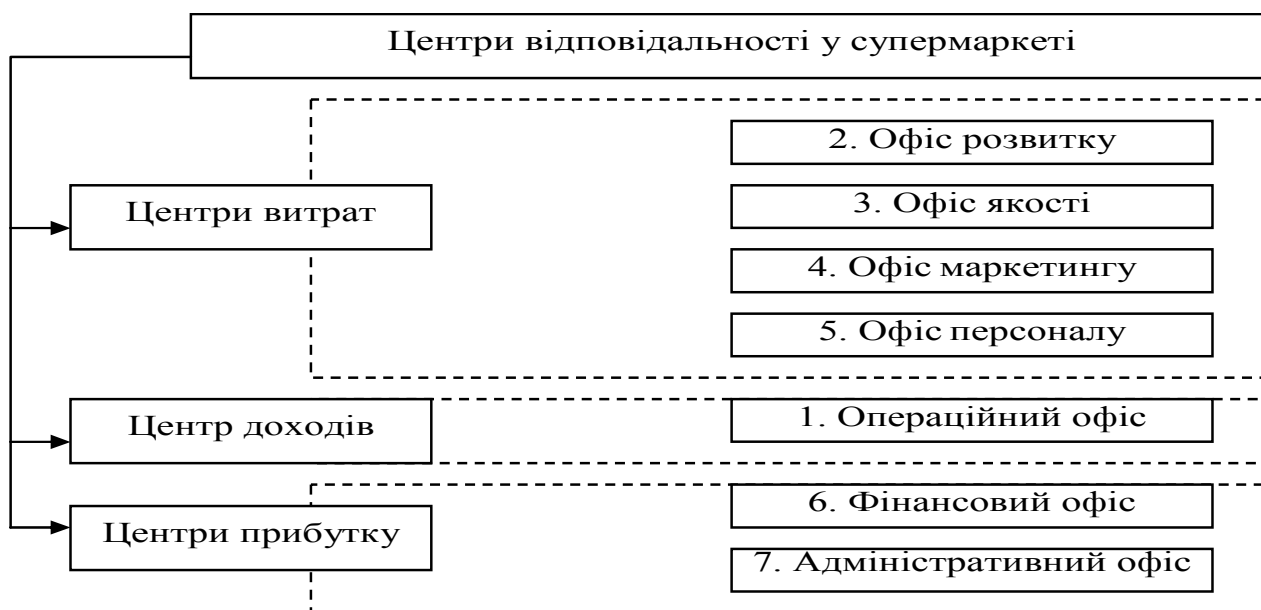 Центри відповідальності у супермаркеті
2. Офіс розвитку
Центри витрат
3. Офіс якості
4. Офіс маркетингу
5. Офіс персоналу
Центр доходів
1. Операційний офіс
Центри прибутку
6. Фінансовий офіс
7. Адміністративний офіс